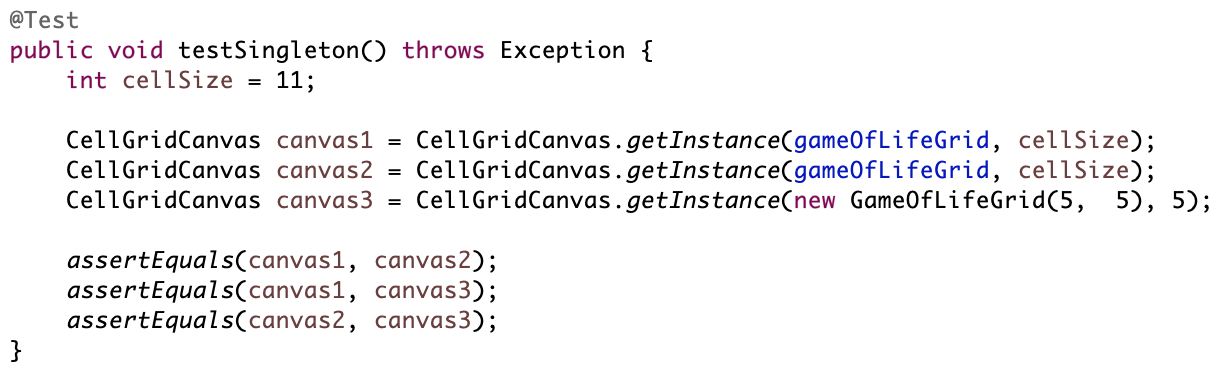 @Test
public void testSingleton() throws Exception {
    int cellSize = 11;

    CellGridCanvas canvas1 = CellGridCanvas.getInstance(gameOfLifeGrid, cellSize);
    CellGridCanvas canvas2 = CellGridCanvas.getInstance(gameOfLifeGrid, cellSize);
    CellGridCanvas canvas3 = CellGridCanvas.getInstance(new GameOfLifeGrid(5,  5), 5);

    assertEquals(canvas1, canvas2);
    assertEquals(canvas1, canvas3);
    assertEquals(canvas2, canvas3);
}